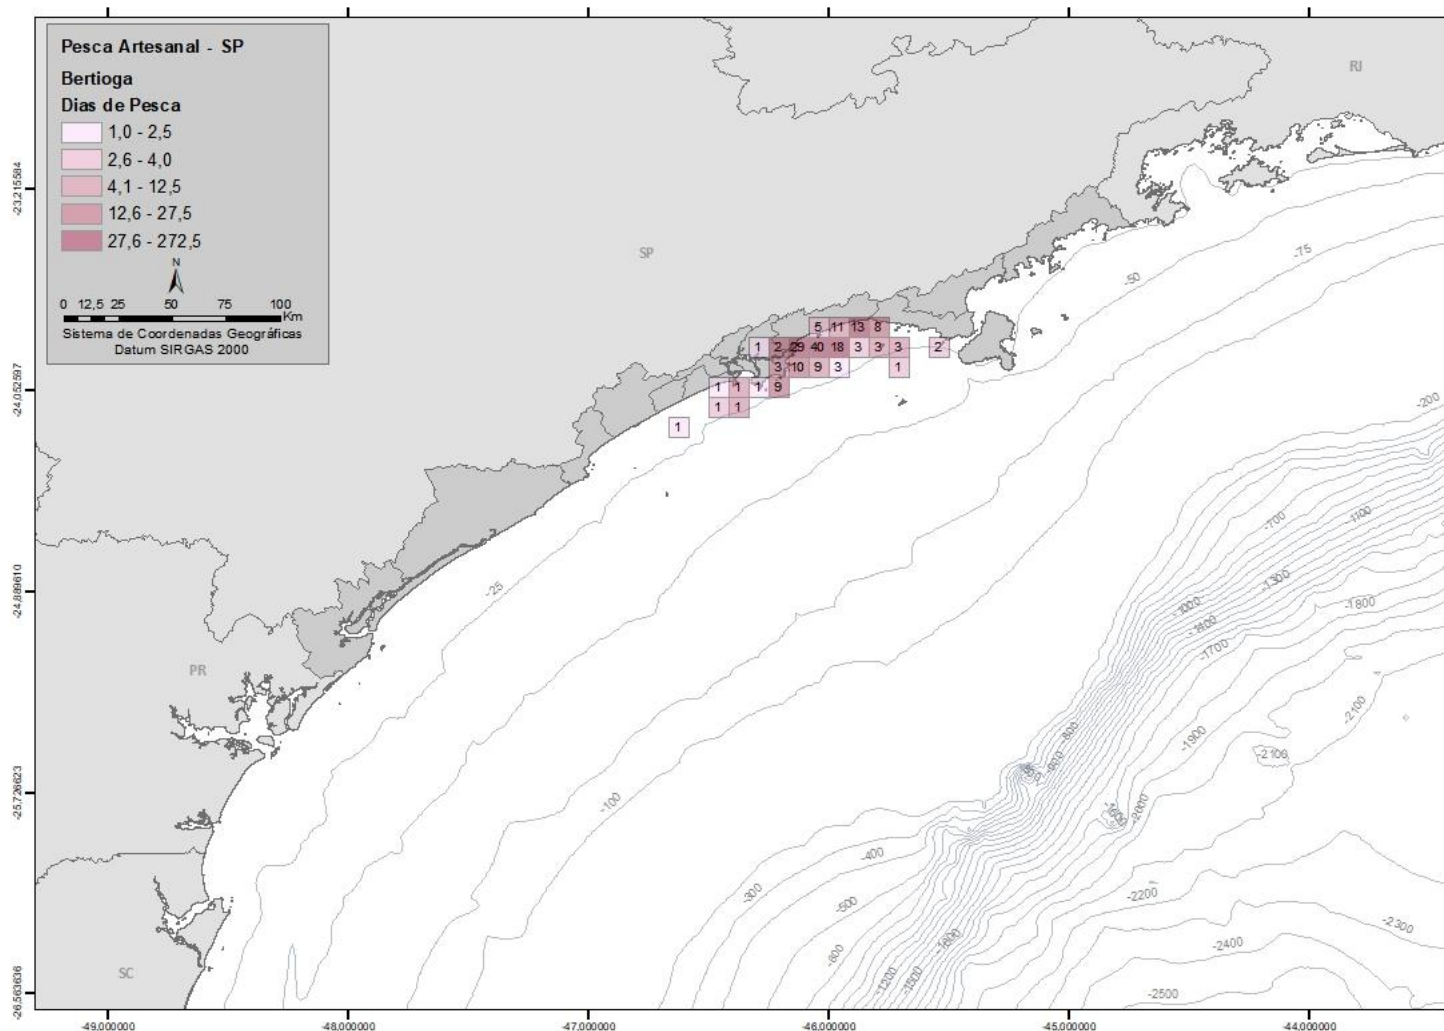 Pesca Artesanal - SP
Bertioga
Dias de Pesca
1,0 - 2,5
2,6 - 4,0
4,1 - 12,5
12,6 - 27,5
27,6 - 272,5
N
0 12,5 25 50 75 100
Km
Sistema de Coordenadas Geográficas
Datum SIRGAS 2000
RJ
SP
PR
SC
-50
-75
5 11 13 8
1 2 29 40 18 3 3 3 2
3 10 9 3 1
1 1 1 9
1 1
1
-25
-100
-200
-700
-1100
-1300
-1000
-1400
-1700
-1800
-2100
-1900
-2100
-800
-900
-2000
-400
-300
-500
-2200
-2300
-2400
-2500
-1200
-23,215584
-24,052597
-24,889610
-25,726623
-26,563636
-49,000000
-48,000000
-47,000000
-46,000000
-45,000000
-44,000000